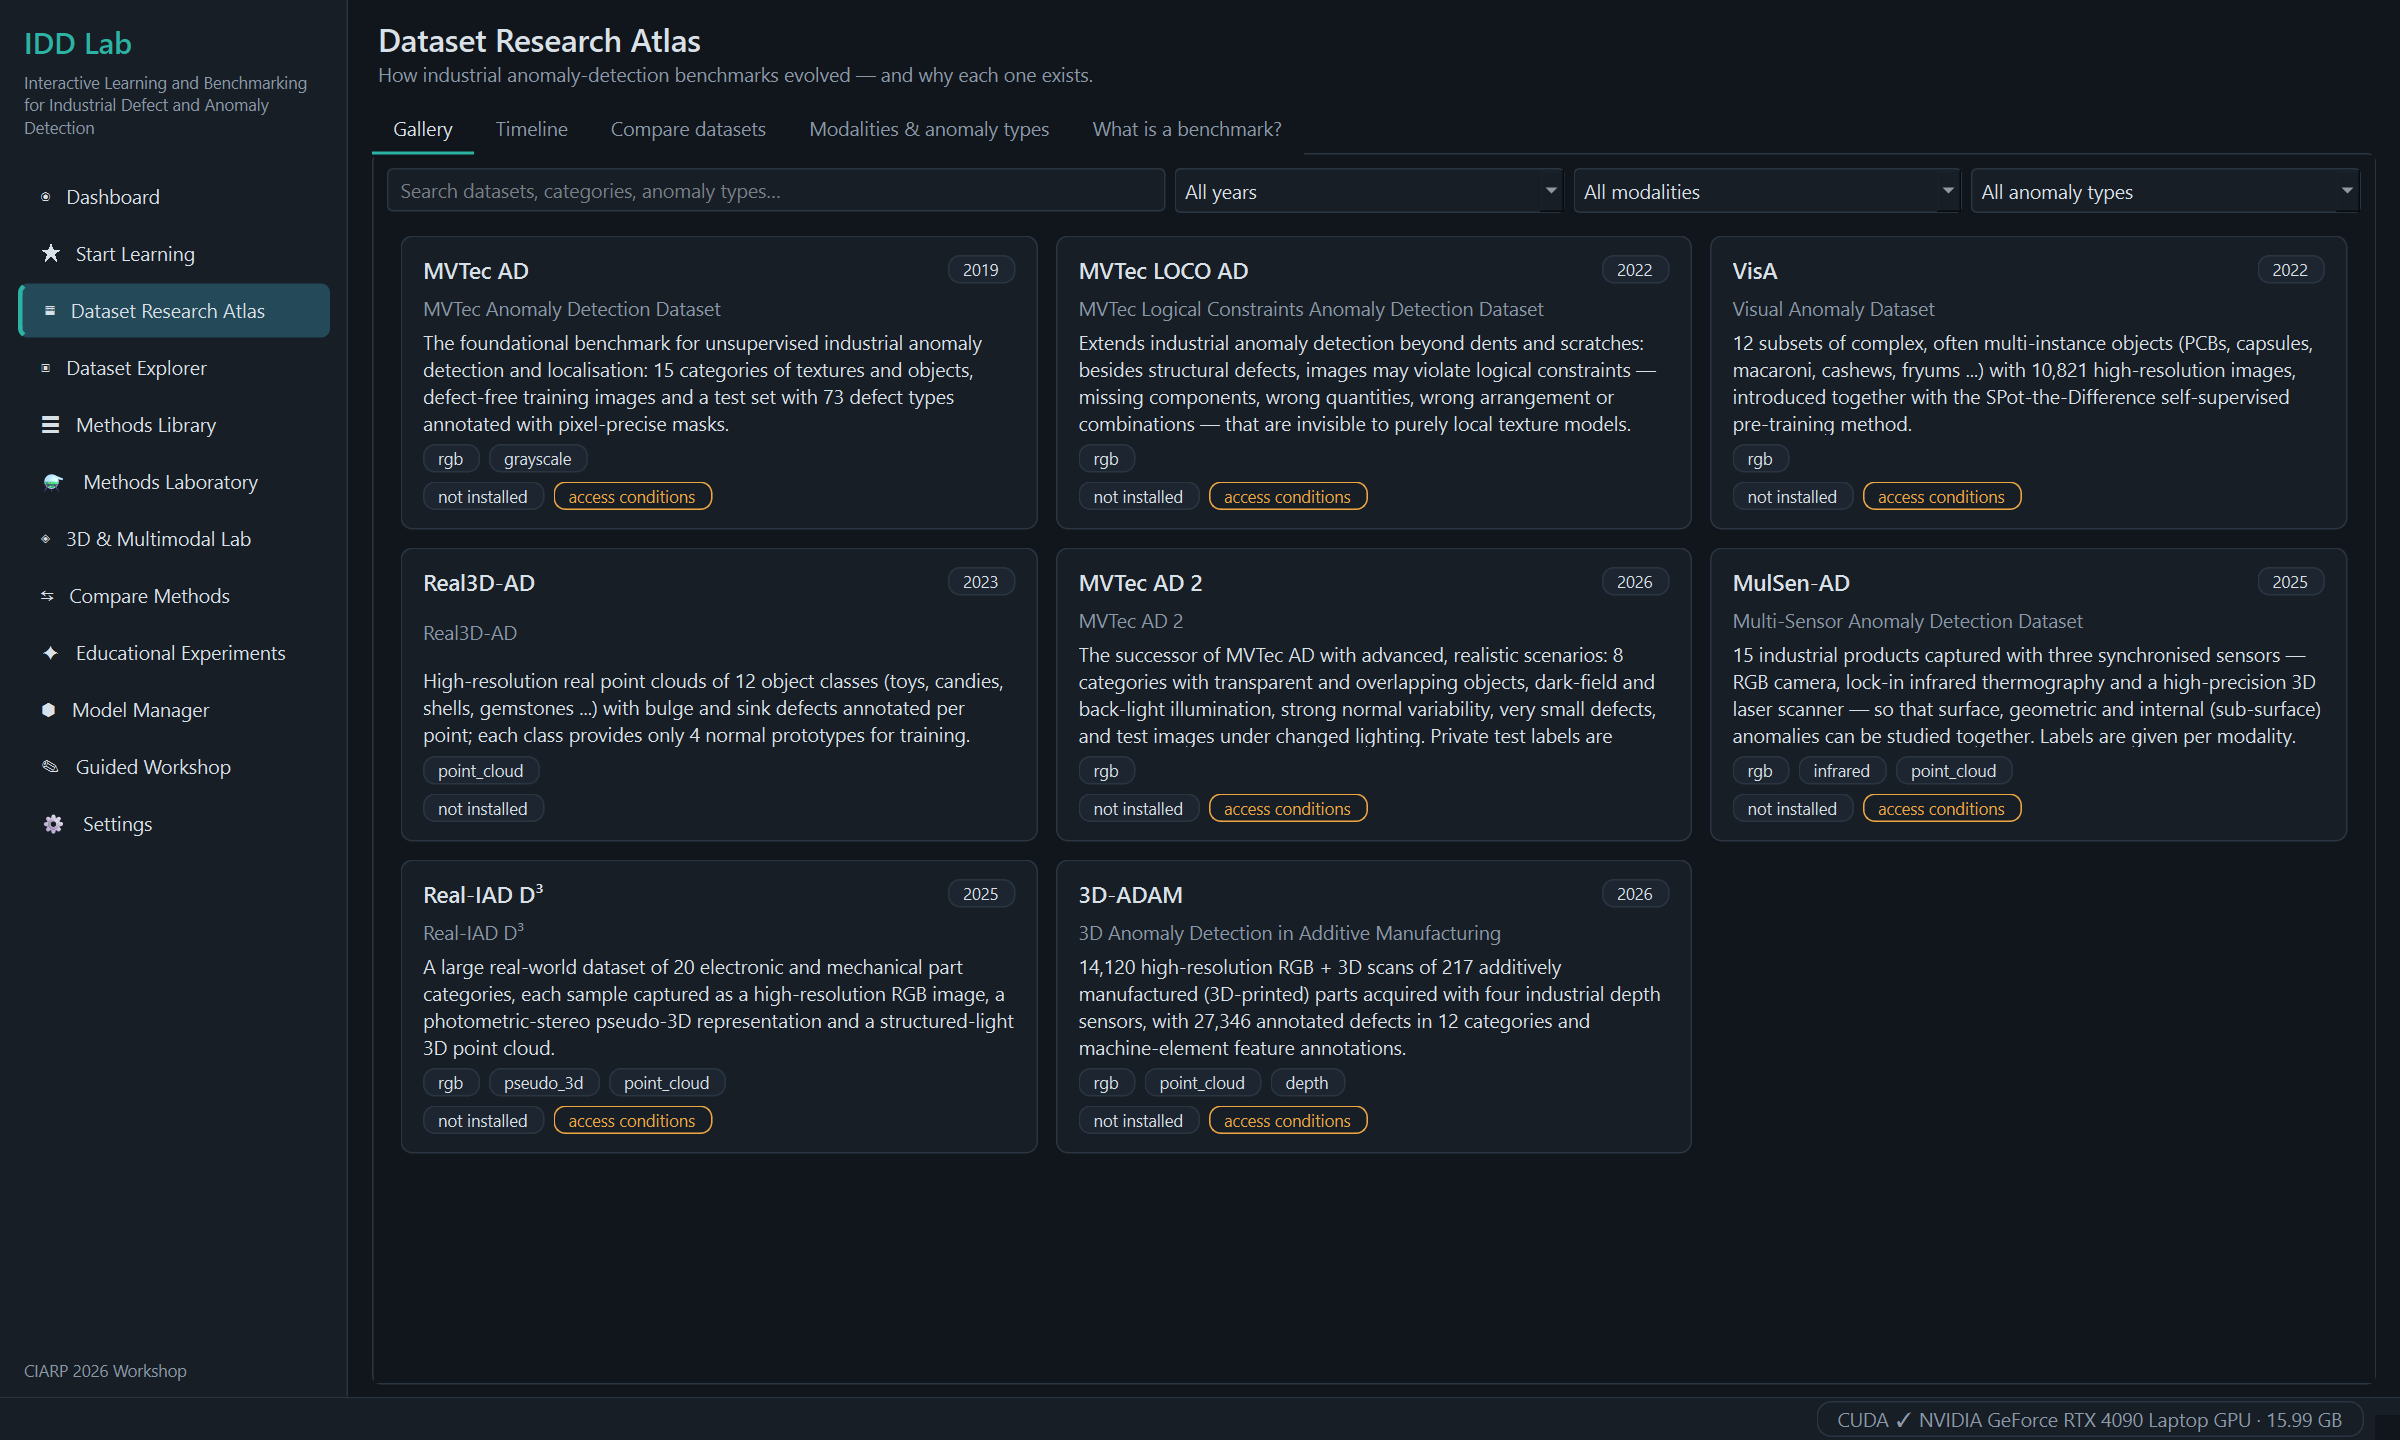 IDD Lab
Interactive Learning and Benchmarking
for Industrial Defect and Anomaly
Detection
Dashboard
Start Learning
Dataset Research Atlas
Dataset Explorer
Methods Library
Methods Laboratory
3D & Multimodal Lab
Compare Methods
Educational Experiments
Model Manager
Guided Workshop
Settings
CIARP 2026 Workshop
Dataset Research Atlas
How industrial anomaly-detection benchmarks evolved — and why each one exists.
Gallery Timeline Compare datasets Modalities & anomaly types What is a benchmark?
Search datasets, categories, anomaly types... All years All modalities All anomaly types
MVTec AD 2019
MVTec Anomaly Detection Dataset
The foundational benchmark for unsupervised industrial anomaly
detection and localisation: 15 categories of textures and objects,
defect-free training images and a test set with 73 defect types
annotated with pixel-precise masks.
rgb grayscale
not installed access conditions
MVTec LOCO AD 2022
MVTec Logical Constraints Anomaly Detection Dataset
Extends industrial anomaly detection beyond dents and scratches:
besides structural defects, images may violate logical constraints —
missing components, wrong quantities, wrong arrangement or
combinations — that are invisible to purely local texture models.
rgb
not installed access conditions
VisA 2022
Visual Anomaly Dataset
12 subsets of complex, often multi-instance objects (PCBs, capsules,
macaroni, cashews, fryums ...) with 10,821 high-resolution images,
introduced together with the SPot-the-Difference self-supervised
pre-training method.
rgb
not installed access conditions
Real3D-AD 2023
Real3D-AD
High-resolution real point clouds of 12 object classes (toys, candies,
shells, gemstones ...) with bulge and sink defects annotated per
point; each class provides only 4 normal prototypes for training.
point_cloud
not installed
MVTec AD 2 2026
MVTec AD 2
The successor of MVTec AD with advanced, realistic scenarios: 8
categories with transparent and overlapping objects, dark-field and
back-light illumination, strong normal variability, very small defects,
and test images under changed lighting. Private test labels are
rgb
not installed access conditions
MulSen-AD 2025
Multi-Sensor Anomaly Detection Dataset
15 industrial products captured with three synchronised sensors —
RGB camera, lock-in infrared thermography and a high-precision 3D
laser scanner — so that surface, geometric and internal (sub-surface)
anomalies can be studied together. Labels are given per modality.
rgb infrared point_cloud
not installed access conditions
Real-IAD D³ 2025
Real-IAD D³
A large real-world dataset of 20 electronic and mechanical part
categories, each sample captured as a high-resolution RGB image, a
photometric-stereo pseudo-3D representation and a structured-light
3D point cloud.
rgb pseudo_3d point_cloud
not installed access conditions
3D-ADAM 2026
3D Anomaly Detection in Additive Manufacturing
14,120 high-resolution RGB + 3D scans of 217 additively
manufactured (3D-printed) parts acquired with four industrial depth
sensors, with 27,346 annotated defects in 12 categories and
machine-element feature annotations.
rgb point_cloud depth
not installed access conditions
CUDA ✓ NVIDIA GeForce RTX 4090 Laptop GPU · 15.99 GB